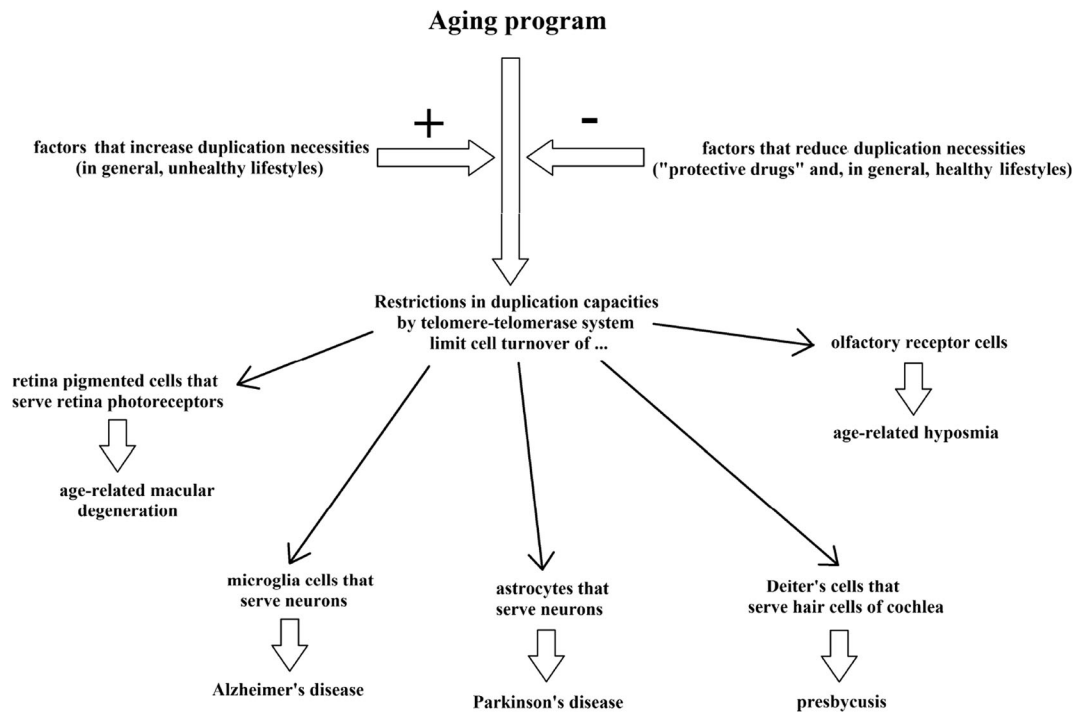 Aging program
+
-
factors that increase duplication necessities
(in general, unhealthy lifestyles)
factors that reduce duplication necessities
("protective drugs" and, in general, healthy lifestyles)
Restrictions in duplication capacities
by telomere-telomerase system
limit cell turnover of ...
olfactory receptor cells
age-related hyposmia
retina pigmented cells that
serve retina photoreceptors
age-related macular
degeneration
microglia cells that
serve neurons
Alzheimer's disease
astrocytes that
serve neurons
Parkinson's disease
Deiter's cells that
serve hair cells of cochlea
presbycusis